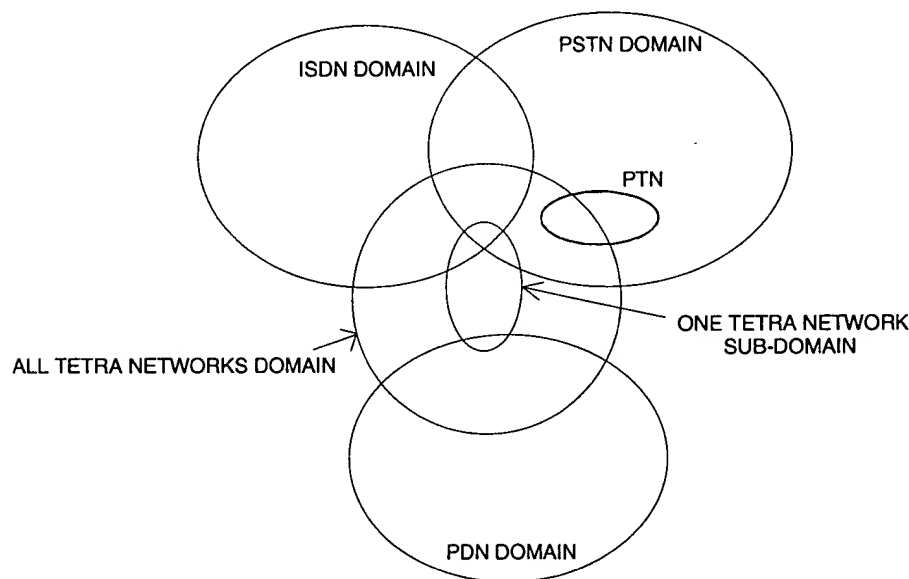 PSTN DOMAIN
ISDN DOMAIN
PTN
ONE TETRA NETWORK
SUB-DOMAIN
ALL TETRA NETWORKS DOMAIN
PDN DOMAIN